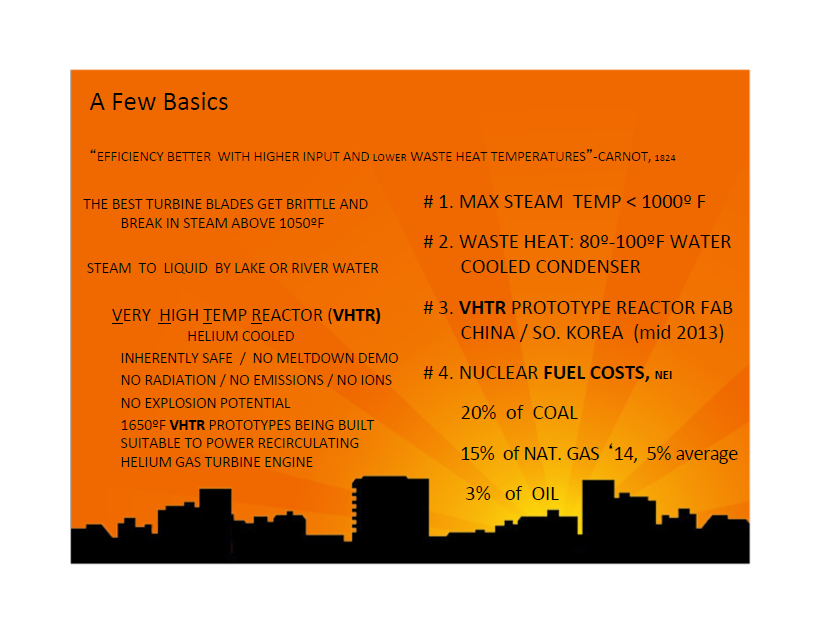 A Few Basics
“EFFICIENCY BETTER WITH HIGHER INPUT AND LOWER WASTE HEAT TEMPERATURES”-CARNOT, 1824
THE BEST TURBINE BLADES GET BRITTLE AND
BREAK IN STEAM ABOVE 1050ºF
STEAM TO LIQUID BY LAKE OR RIVER WATER
VERY HIGH TEMP REACTOR (VHTR)
HELIUM COOLED
INHERENTLY SAFE / NO MELTDOWN DEMO
NO RADIATION / NO EMISSIONS / NO IONS
NO EXPLOSION POTENTIAL
1650ºF VHTR PROTOTYPES BEING BUILT
SUITABLE TO POWER RECIRCULATING
HELIUM GAS TURBINE ENGINE
# 1. MAX STEAM TEMP < 1000º F
# 2. WASTE HEAT: 80º-100ºF WATER
COOLED CONDENSER
# 3. VHTR PROTOTYPE REACTOR FAB
CHINA / SO. KOREA (mid 2013)
# 4. NUCLEAR FUEL COSTS, NEI
20% of COAL
15% of NAT. GAS ‘14, 5% average
3% of OIL